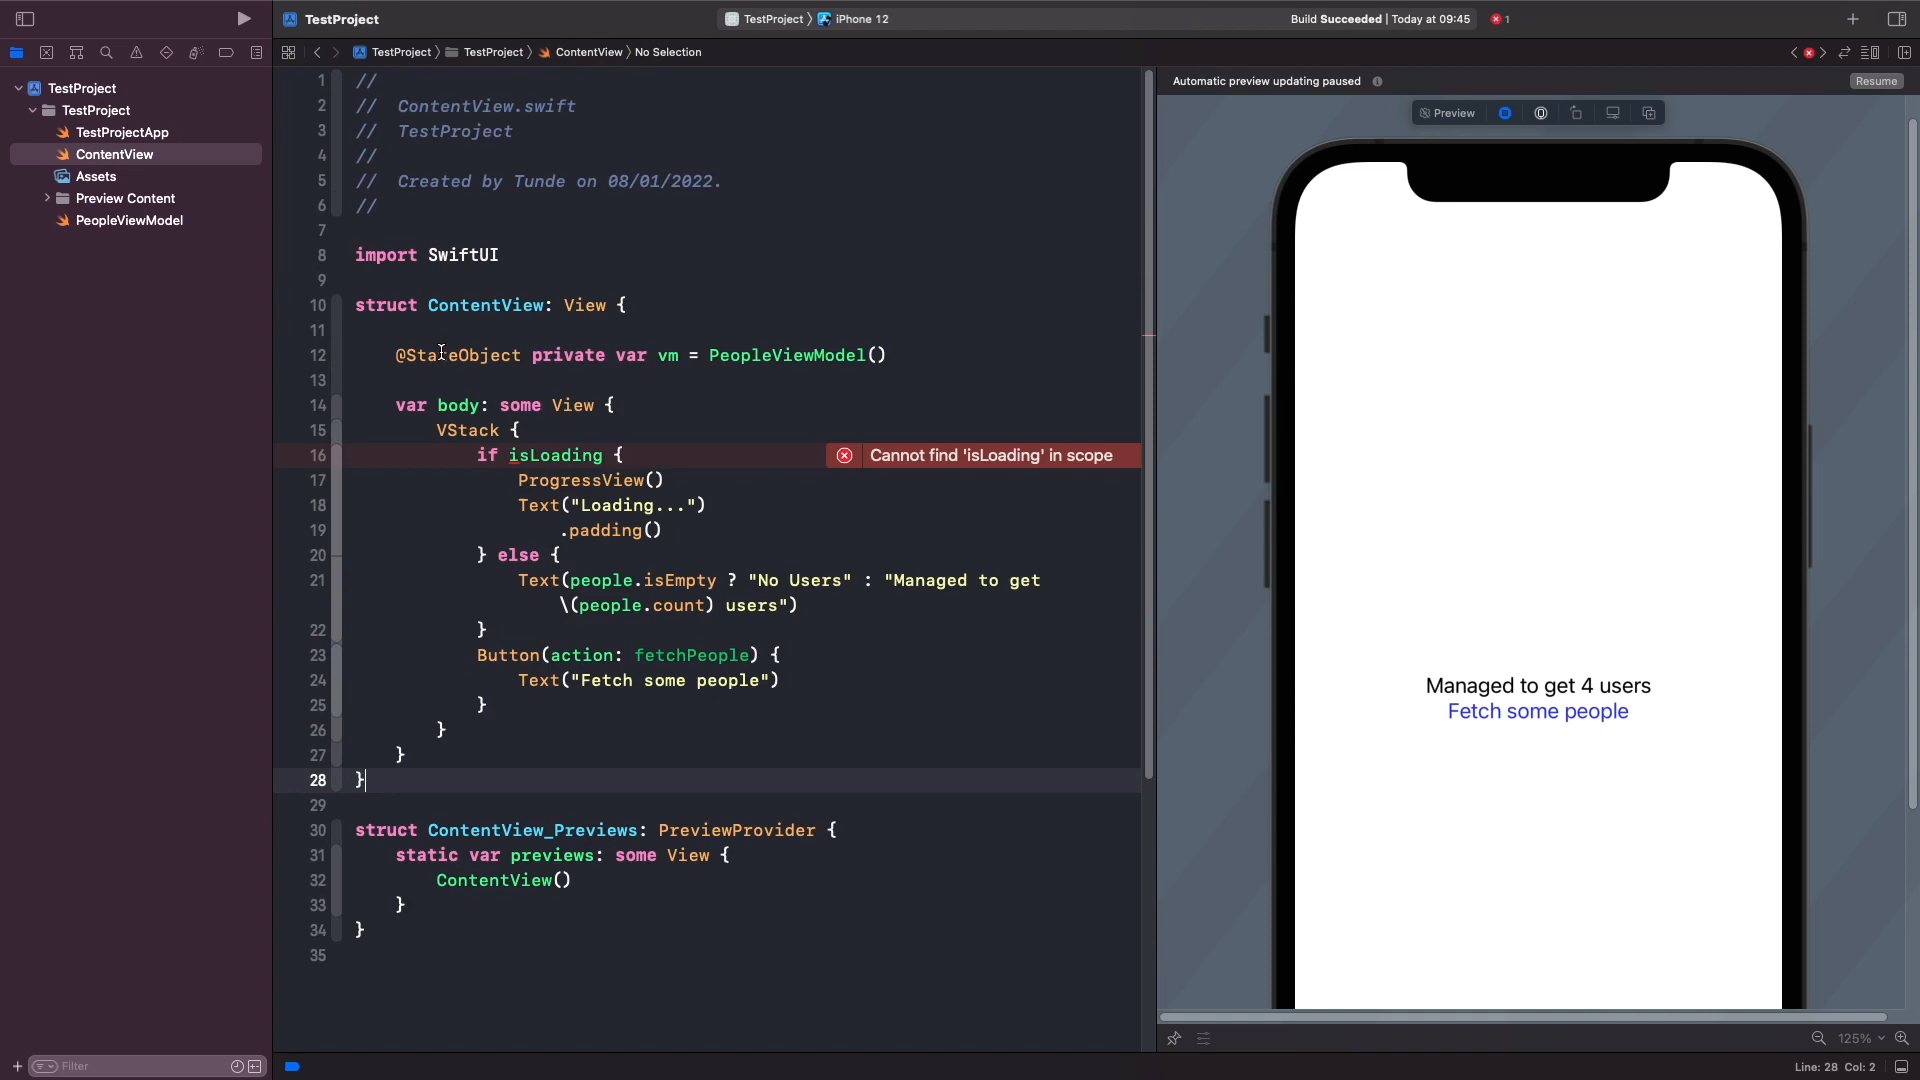 TestProject
TestProject
iPhone 12
Build Succeeded | Today at 09:45
1
TestProject
TestProject
ContentView
No Selection
TestProject
TestProject
TestProjectApp
ContentView
Assets
Preview Content
PeopleViewModel
Filter
1 //
2 //  ContentView.swift
3 //  TestProject
4 //
5 //  Created by Tunde on 08/01/2022.
6 //
7
8 import SwiftUI
9
10 struct ContentView: View {
11
12     @StateObject private var vm = PeopleViewModel()
13
14     var body: some View {
15         VStack {
16             if isLoading {
Cannot find 'isLoading' in scope
17                 ProgressView()
18                 Text("Loading...")
19                     .padding()
20             } else {
21                 Text(people.isEmpty ? "No Users" : "Managed to get
\(people.count) users")
22             }
23             Button(action: fetchPeople) {
24                 Text("Fetch some people")
25             }
26         }
27     }
28 }
29
30 struct ContentView_Previews: PreviewProvider {
31     static var previews: some View {
32         ContentView()
33     }
34 }
35
Automatic preview updating paused
Resume
Preview
Managed to get 4 users
Fetch some people
125%
Line: 28 Col: 2